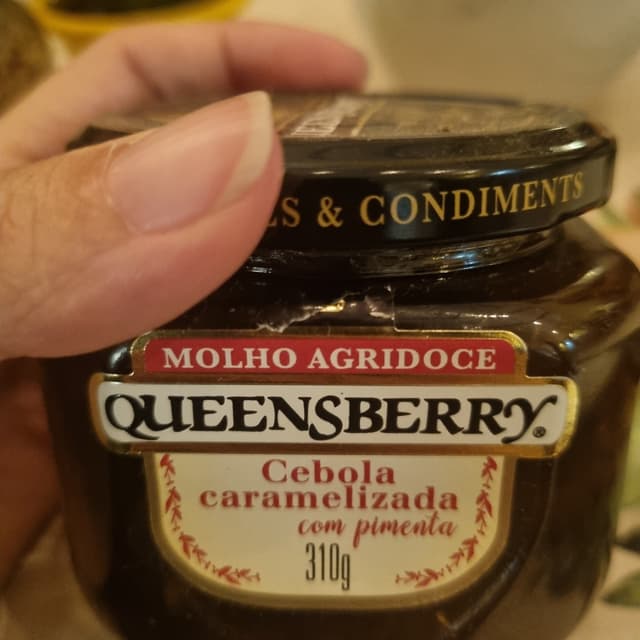 & CONDIMENTS
MOLHO AGRIDOCE
QUEENSBERRY®
Cebola
caramelizada
com pimenta
310g